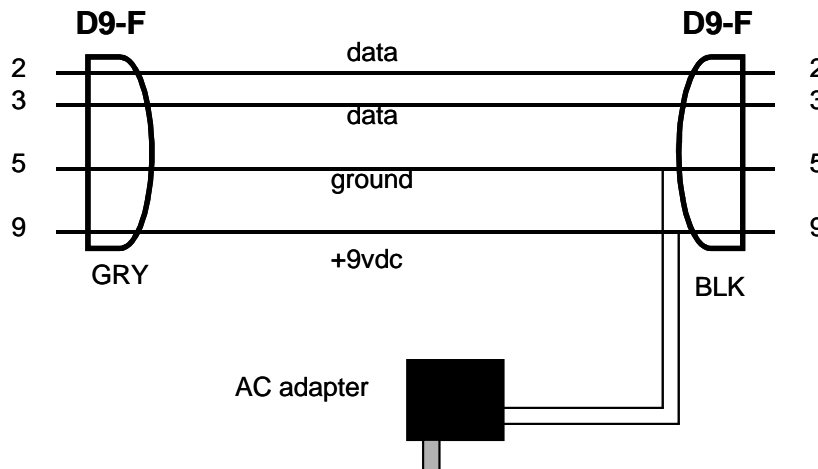 D9-F D9-F
data
2 2
3 3
data
5 5
ground
9 9
+9vdc
GRY BLK
AC adapter